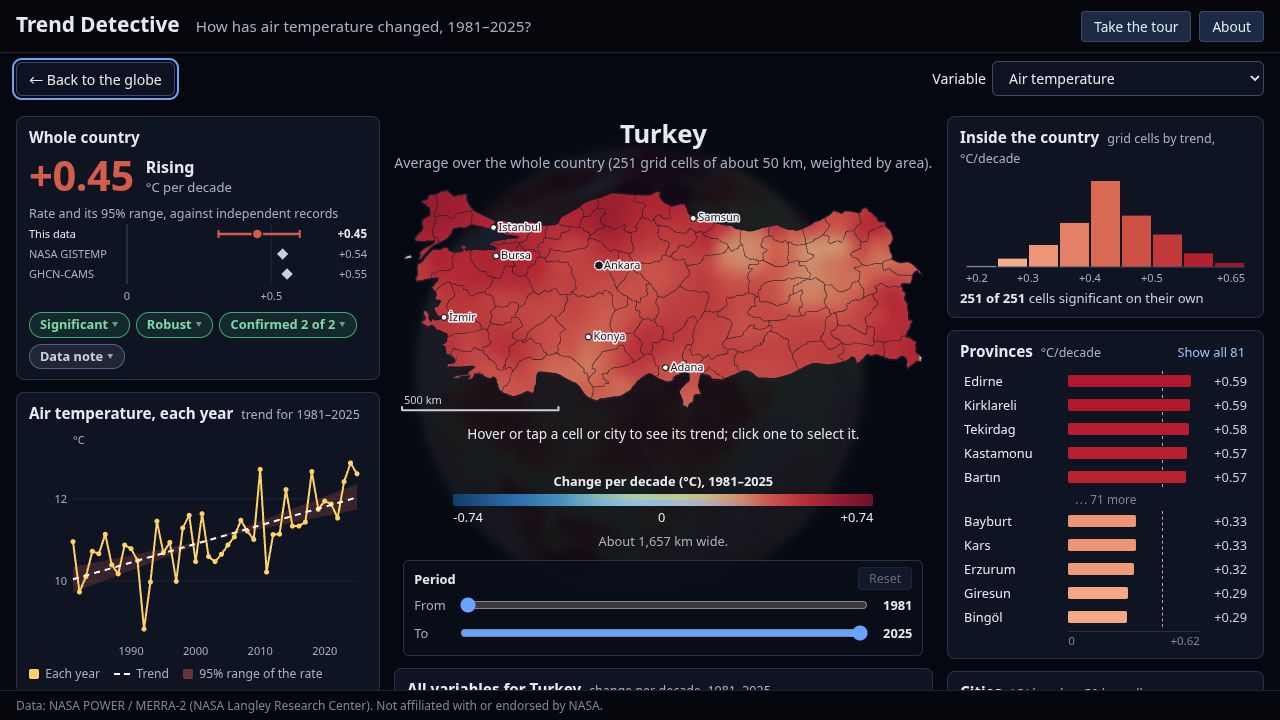 Trend Detective
How has air temperature changed, 1981–2025?
Take the tour
About
← Back to the globe
Variable
Air temperature
Whole country
+0.45
Rising
°C per decade
Rate and its 95% range, against independent records
This data
+0.45
NASA GISTEMP
+0.54
GHCN-CAMS
+0.55
0
+0.5
Significant ▾
Robust ▾
Confirmed 2 of 2 ▾
Data note ▾
Air temperature, each year trend for 1981–2025
°C
12
10
1990
2000
2010
2020
Each year
Trend
95% range of the rate
Turkey
Average over the whole country (251 grid cells of about 50 km, weighted by area).
Istanbul
Samsun
Bursa
Ankara
İzmir
Konya
Adana
500 km
Hover or tap a cell or city to see its trend; click one to select it.
Change per decade (°C), 1981–2025
-0.74
0
+0.74
About 1,657 km wide.
Period
Reset
From
1981
To
2025
All variables for Turkey change per decade, 1981–2025
Inside the country grid cells by trend,
°C/decade
+0.2
+0.3
+0.4
+0.5
+0.65
251 of 251 cells significant on their own
Provinces °C/decade
Show all 81
Edirne
+0.59
Kirklareli
+0.59
Tekirdag
+0.58
Kastamonu
+0.57
Bartın
+0.57
... 71 more
Bayburt
+0.33
Kars
+0.33
Erzurum
+0.32
Giresun
+0.29
Bingöl
+0.29
0
+0.62
Data: NASA POWER / MERRA-2 (NASA Langley Research Center). Not affiliated with or endorsed by NASA.